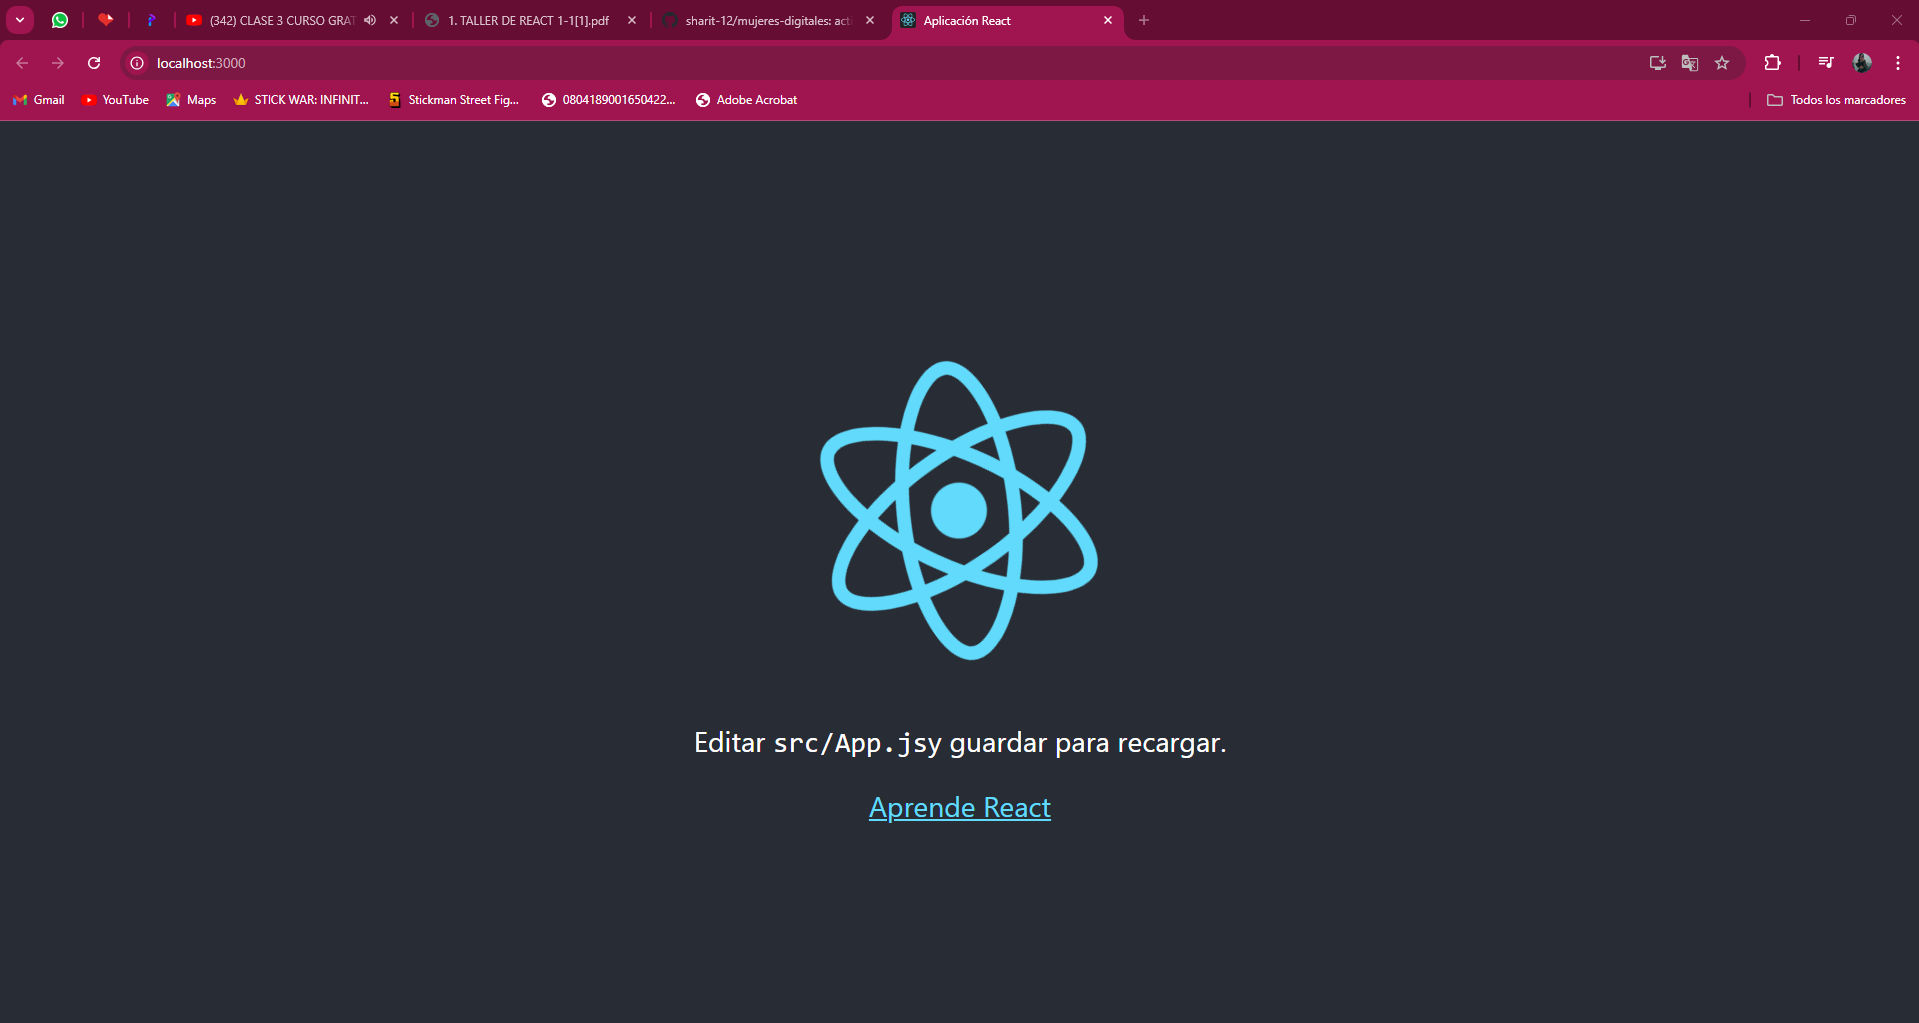 (342) CLASE 3 CURSO GRAT
1. TALLER DE REACT 1-1[1].pdf
sharit-12/mujeres-digitales: acti
Aplicación React
localhost:3000
Gmail
YouTube
Maps
STICK WAR: INFINIT...
Stickman Street Fig...
0804189001650422...
Adobe Acrobat
Todos los marcadores
Editar src/App.jsy guardar para recargar.
Aprende React